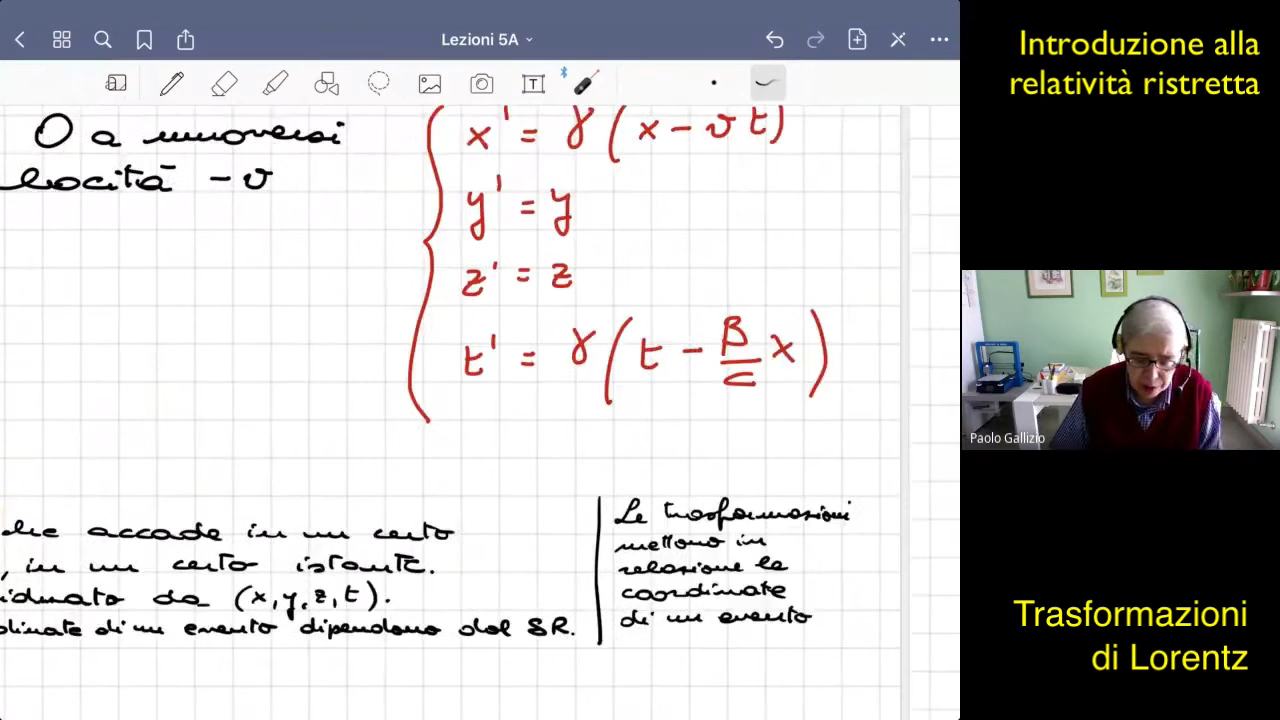 Lezioni 5A
T
O a muoversi
locità -v
x' = γ (x - v t)
y' = y
z' = z
t' = γ (t - β/c x)
che accade in un certo
, in un certo istante.
da (x, y, z, t).
dinate di un evento dipendono dal SR.
Le trasformazioni
mettono in
relazione le
coordinate
di un evento
Introduzione alla
relatività ristretta
Paolo Gallizio
Trasformazioni
di Lorentz